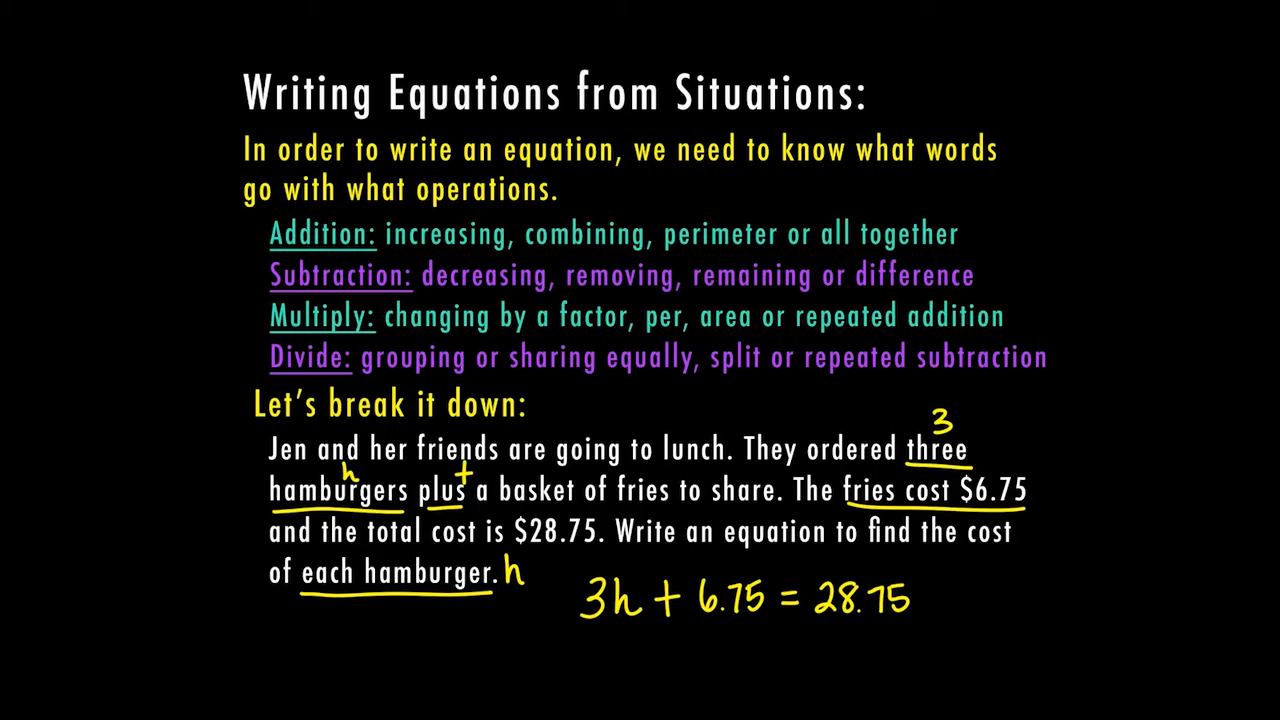 Writing Equations from Situations:
In order to write an equation, we need to know what words
go with what operations.
Addition: increasing, combining, perimeter or all together
Subtraction: decreasing, removing, remaining or difference
Multiply: changing by a factor, per, area or repeated addition
Divide: grouping or sharing equally, split or repeated subtraction
Let's break it down:
3
Jen and her friends are going to lunch. They ordered three
h +
hamburgers plus a basket of fries to share. The fries cost $6.75
and the total cost is $28.75. Write an equation to find the cost
of each hamburger. h
3h + 6.75 = 28.75